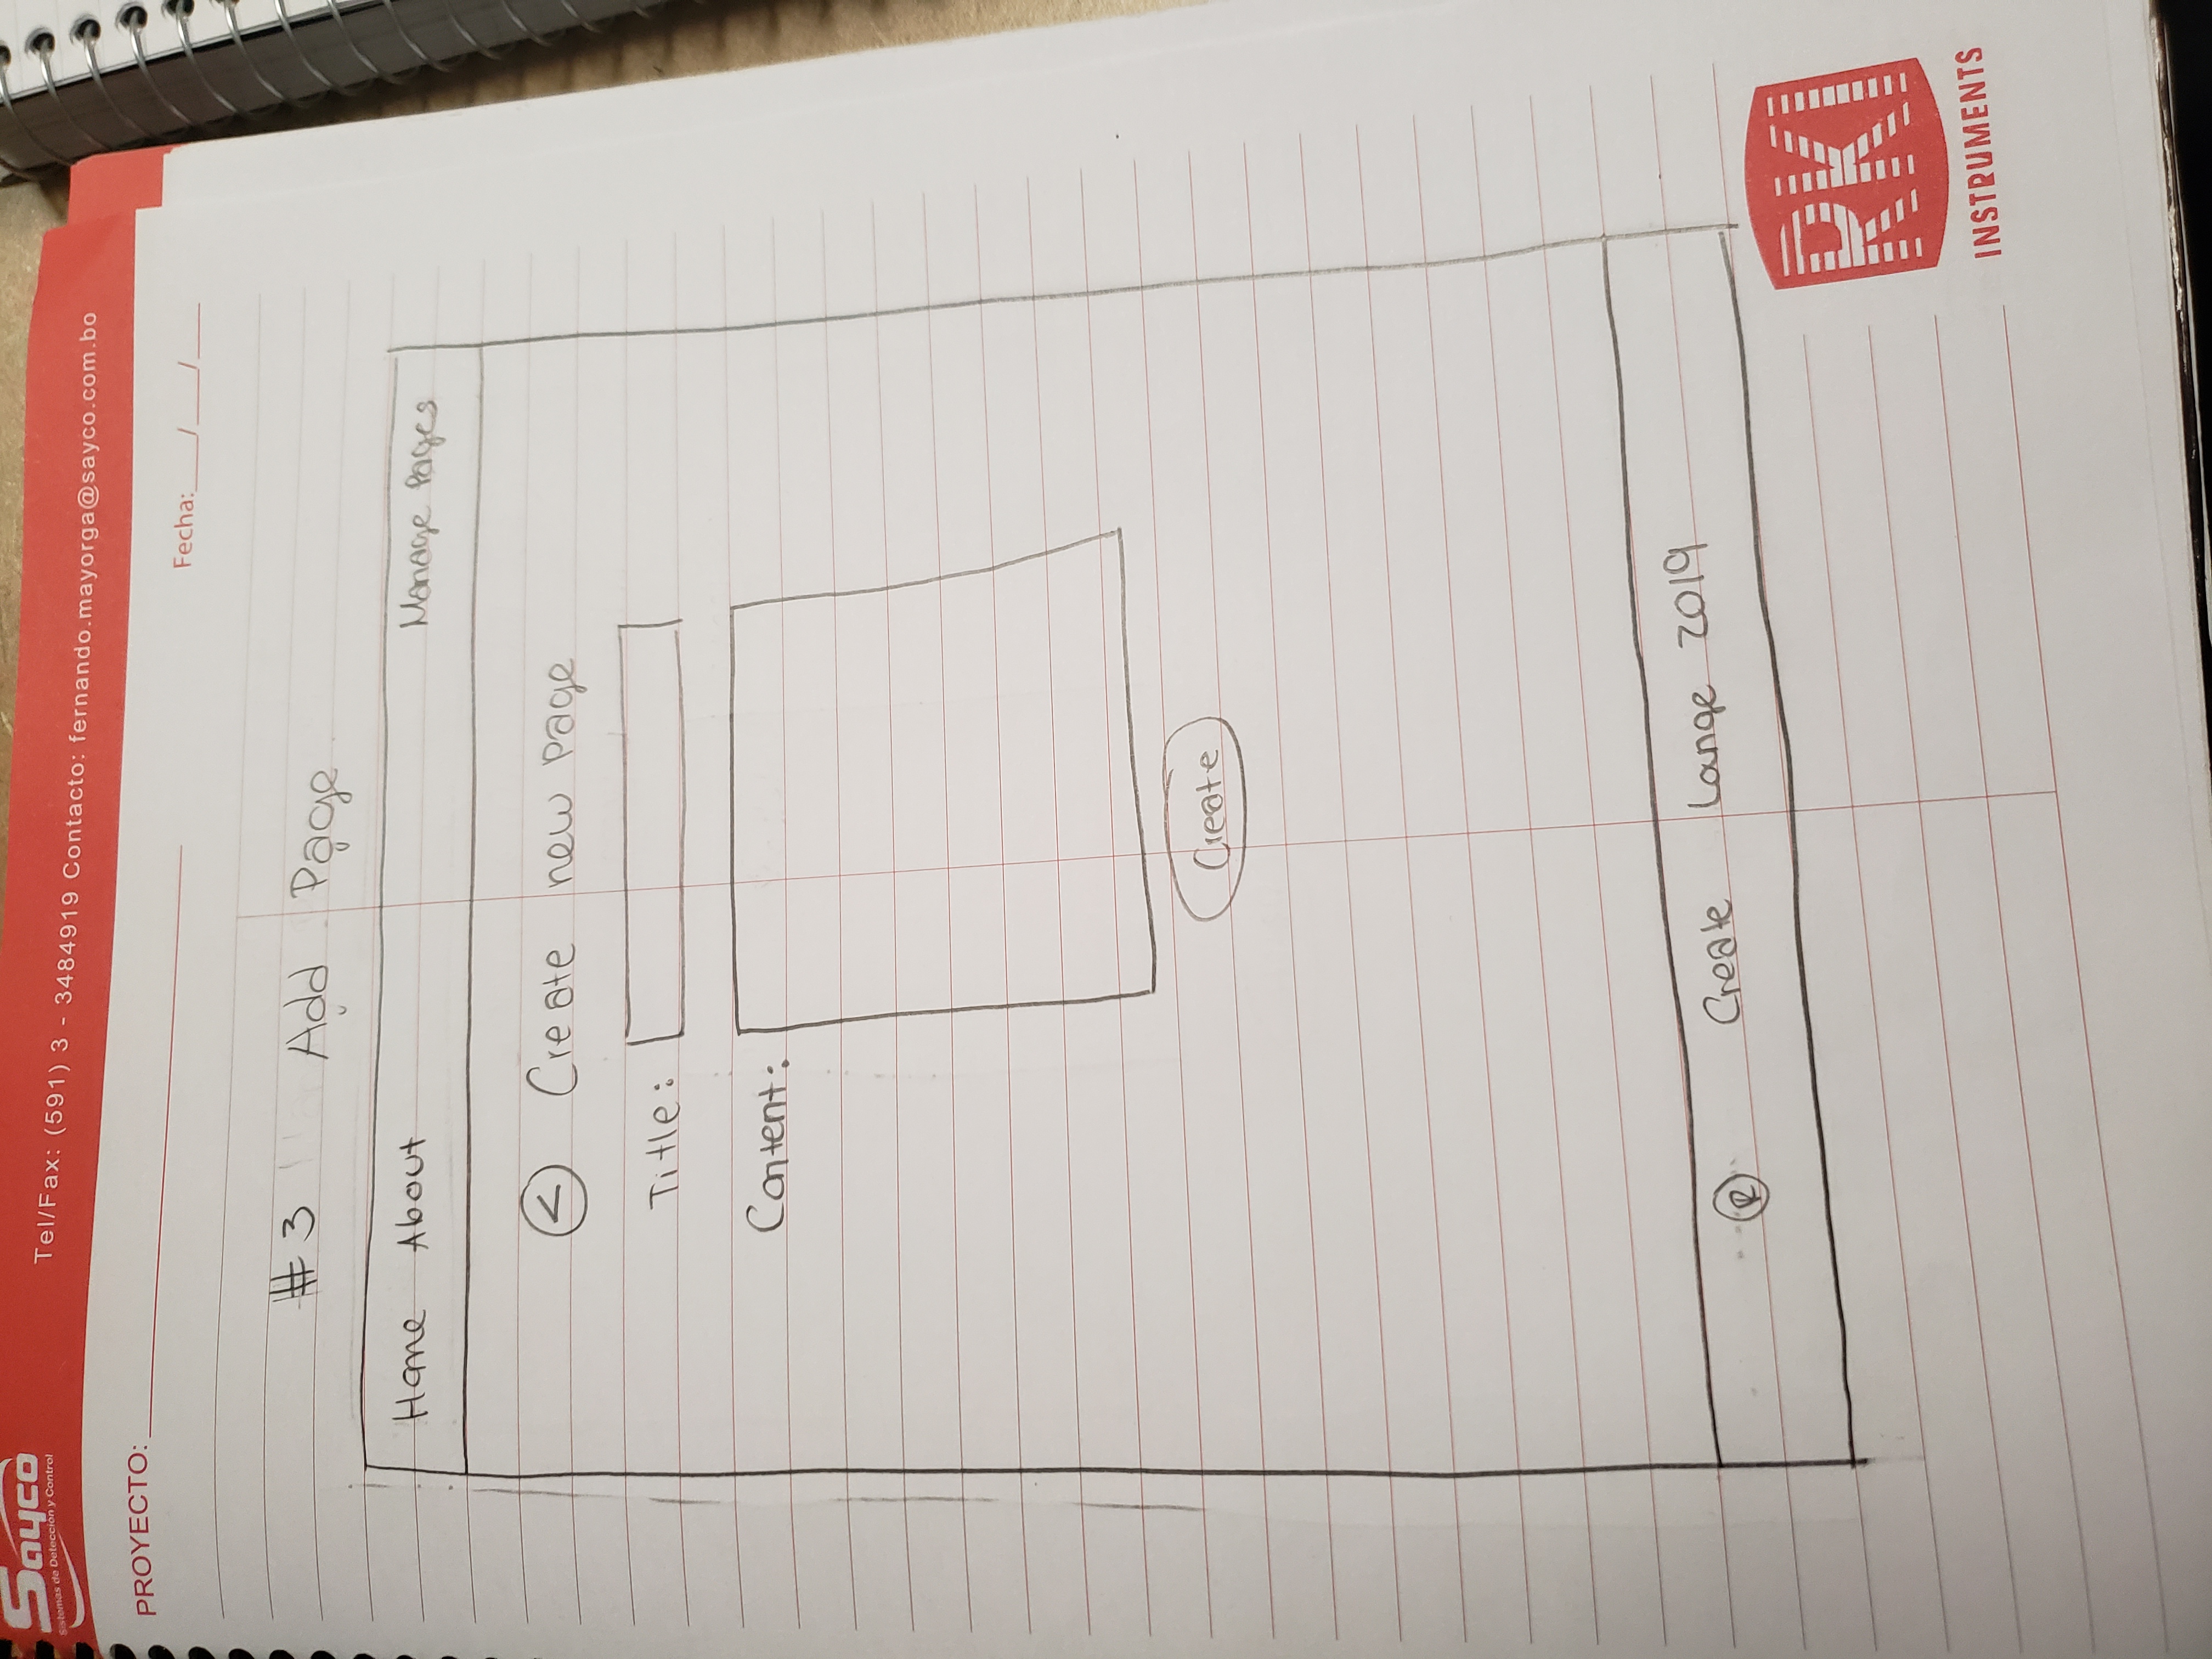 Sayco
Sistemas de Detección y Control
Tel/Fax: (591) 3 - 3484919 Contacto: fernando.mayorga@sayco.com.bo
PROYECTO:
Fecha: / /
#3 Add Page
Home About Manage Pages
< Create new page
Title:
Content:
Create
® Create Lange 2019
RKI
INSTRUMENTS